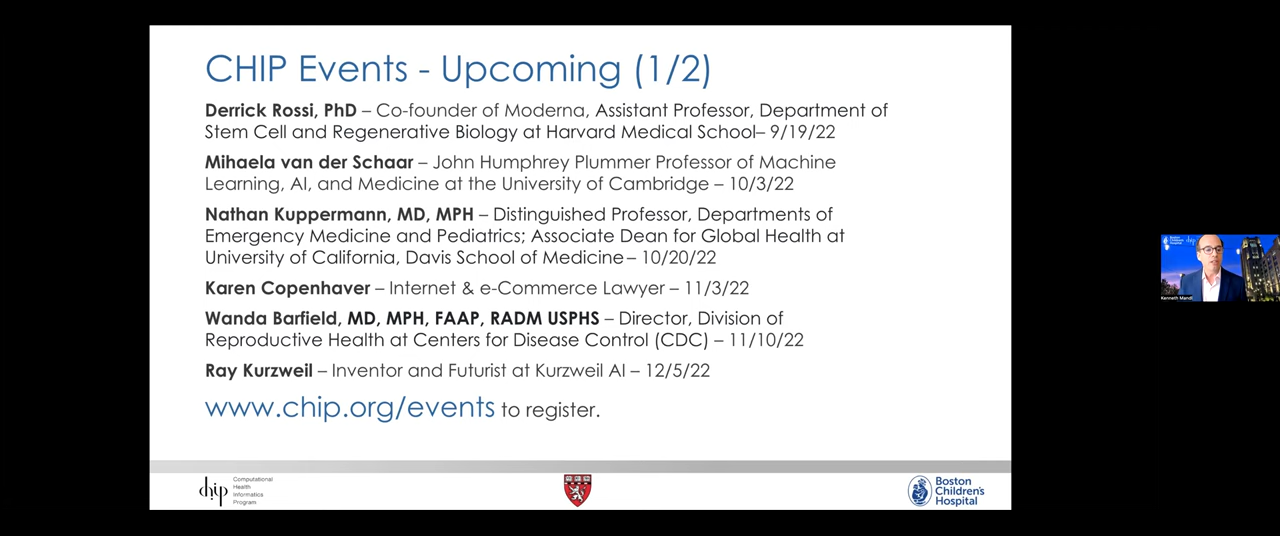 CHIP Events - Upcoming (1/2)
Derrick Rossi, PhD – Co-founder of Moderna, Assistant Professor, Department of
Stem Cell and Regenerative Biology at Harvard Medical School– 9/19/22
Mihaela van der Schaar – John Humphrey Plummer Professor of Machine
Learning, AI, and Medicine at the University of Cambridge – 10/3/22
Nathan Kuppermann, MD, MPH – Distinguished Professor, Departments of
Emergency Medicine and Pediatrics; Associate Dean for Global Health at
University of California, Davis School of Medicine – 10/20/22
Karen Copenhaver – Internet & e-Commerce Lawyer – 11/3/22
Wanda Barfield, MD, MPH, FAAP, RADM USPHS – Director, Division of
Reproductive Health at Centers for Disease Control (CDC) – 11/10/22
Ray Kurzweil – Inventor and Futurist at Kurzweil AI – 12/5/22
www.chip.org/events to register.
chip
Computational
Health
Informatics
Program
Boston
Children's
Hospital
Boston
Children's
Hospital
chip
Kenneth Mandl